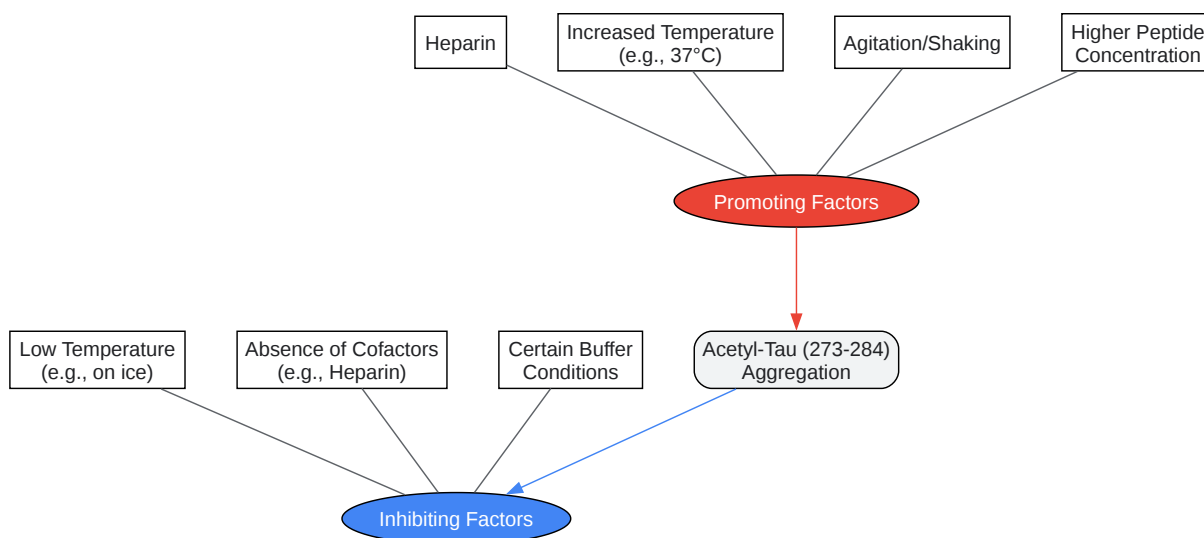 Heparin
Increased Temperature
(e.g., 37°C)
Agitation/Shaking
Higher Peptide
Concentration
Promoting Factors
Low Temperature
(e.g., on ice)
Absence of Cofactors
(e.g., Heparin)
Certain Buffer
Conditions
Acetyl-Tau (273-284)
Aggregation
Inhibiting Factors